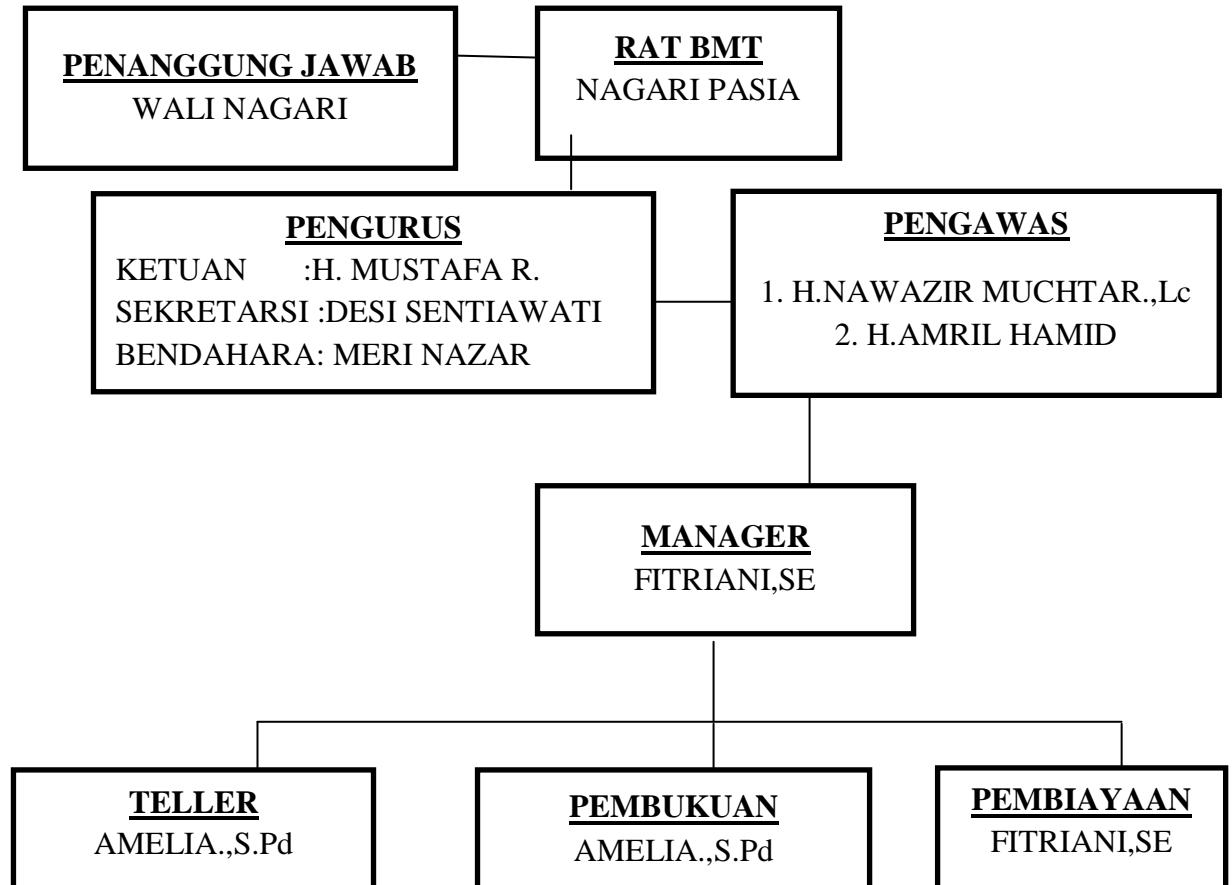 PENANGGUNG JAWAB
WALI NAGARI
RAT BMT
NAGARI PASIA
PENGURUS
KETUAN :H. MUSTAFA R.
SEKRETARSI :DESI SENTIAWATI
BENDAHARA: MERI NAZAR
PENGAWAS
1. H.NAWAZIR MUCHTAR.,Lc
2. H.AMRIL HAMID
MANAGER
FITRIANI,SE
TELLER
AMELIA.,S.Pd
PEMBUKUAN
AMELIA.,S.Pd
PEMBIAYAAN
FITRIANI,SE